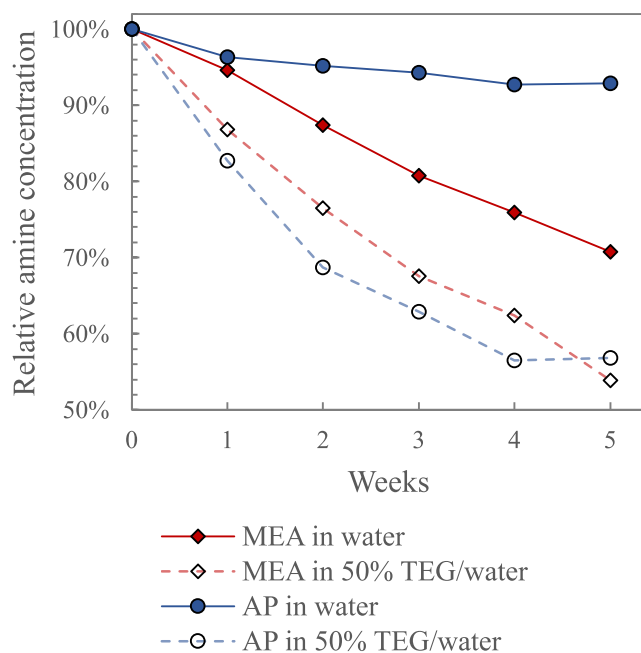 Relative amine concentration
100%
90%
80%
70%
60%
50%
0 1 2 3 4 5
Weeks
MEA in water
MEA in 50% TEG/water
AP in water
AP in 50% TEG/water